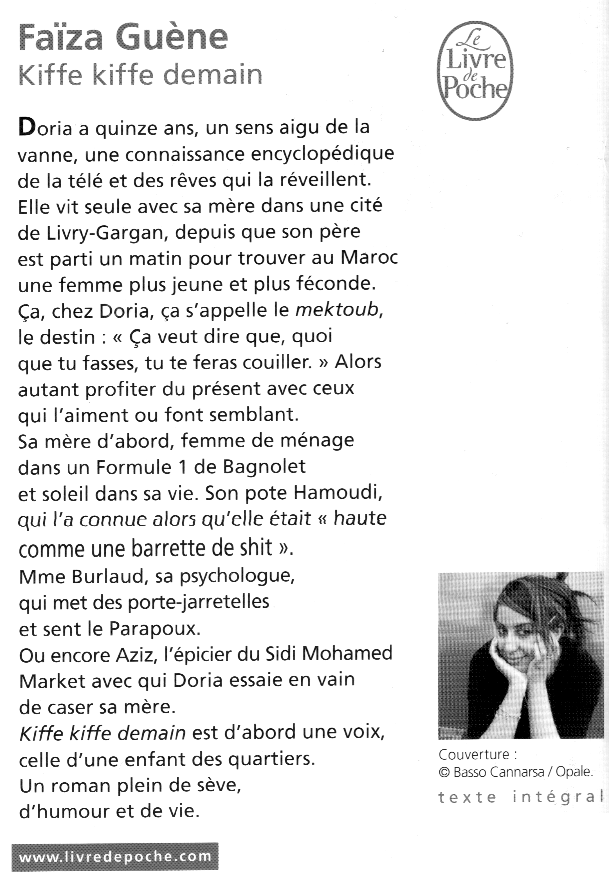 Faïza Guène
Kiffe kiffe demain
Le
Livre
de
Poche
Doria a quinze ans, un sens aigu de la
vanne, une connaissance encyclopédique
de la télé et des rêves qui la réveillent.
Elle vit seule avec sa mère dans une cité
de Livry-Gargan, depuis que son père
est parti un matin pour trouver au Maroc
une femme plus jeune et plus féconde.
Ça, chez Doria, ça s'appelle le mektoub,
le destin : « Ça veut dire que, quoi
que tu fasses, tu te feras couiller. » Alors
autant profiter du présent avec ceux
qui l'aiment ou font semblant.
Sa mère d'abord, femme de ménage
dans un Formule 1 de Bagnolet
et soleil dans sa vie. Son pote Hamoudi,
qui l'a connue alors qu'elle était « haute
comme une barrette de shit ».
Mme Burlaud, sa psychologue,
qui met des porte-jarretelles
et sent le Parapoux.
Ou encore Aziz, l'épicier du Sidi Mohamed
Market avec qui Doria essaie en vain
de caser sa mère.
Kiffe kiffe demain est d'abord une voix,
celle d'une enfant des quartiers.
Un roman plein de sève,
d'humour et de vie.
Couverture :
© Basso Cannarsa / Opale.
texte intégral
www.livredepoche.com